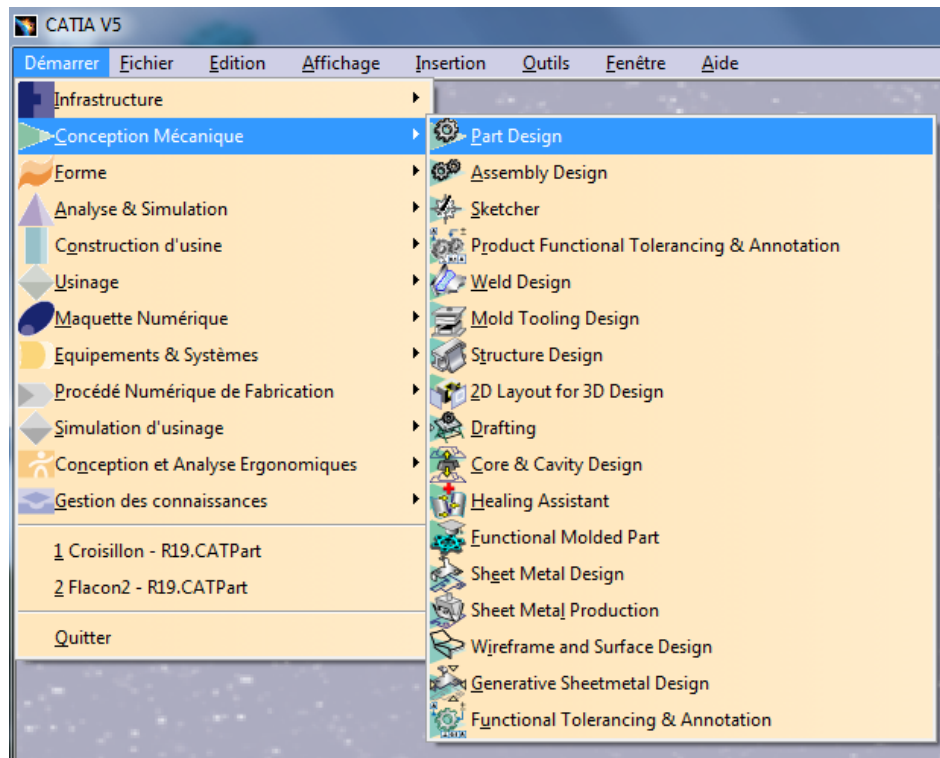 CATIA V5
Démarrer Fichier Edition Affichage Insertion Outils Fenêtre Aide
Infrastructure
Conception Mécanique
Forme
Analyse & Simulation
Construction d'usine
Usinage
Maquette Numérique
Equipements & Systèmes
Procédé Numérique de Fabrication
Simulation d'usinage
Conception et Analyse Ergonomiques
Gestion des connaissances
1 Croisillon - R19.CATPart
2 Flacon2 - R19.CATPart
Quitter
Part Design
Assembly Design
Sketcher
Product Functional Tolerancing & Annotation
Weld Design
Mold Tooling Design
Structure Design
2D Layout for 3D Design
Drafting
Core & Cavity Design
Healing Assistant
Functional Molded Part
Sheet Metal Design
Sheet Metal Production
Wireframe and Surface Design
Generative Sheetmetal Design
Functional Tolerancing & Annotation